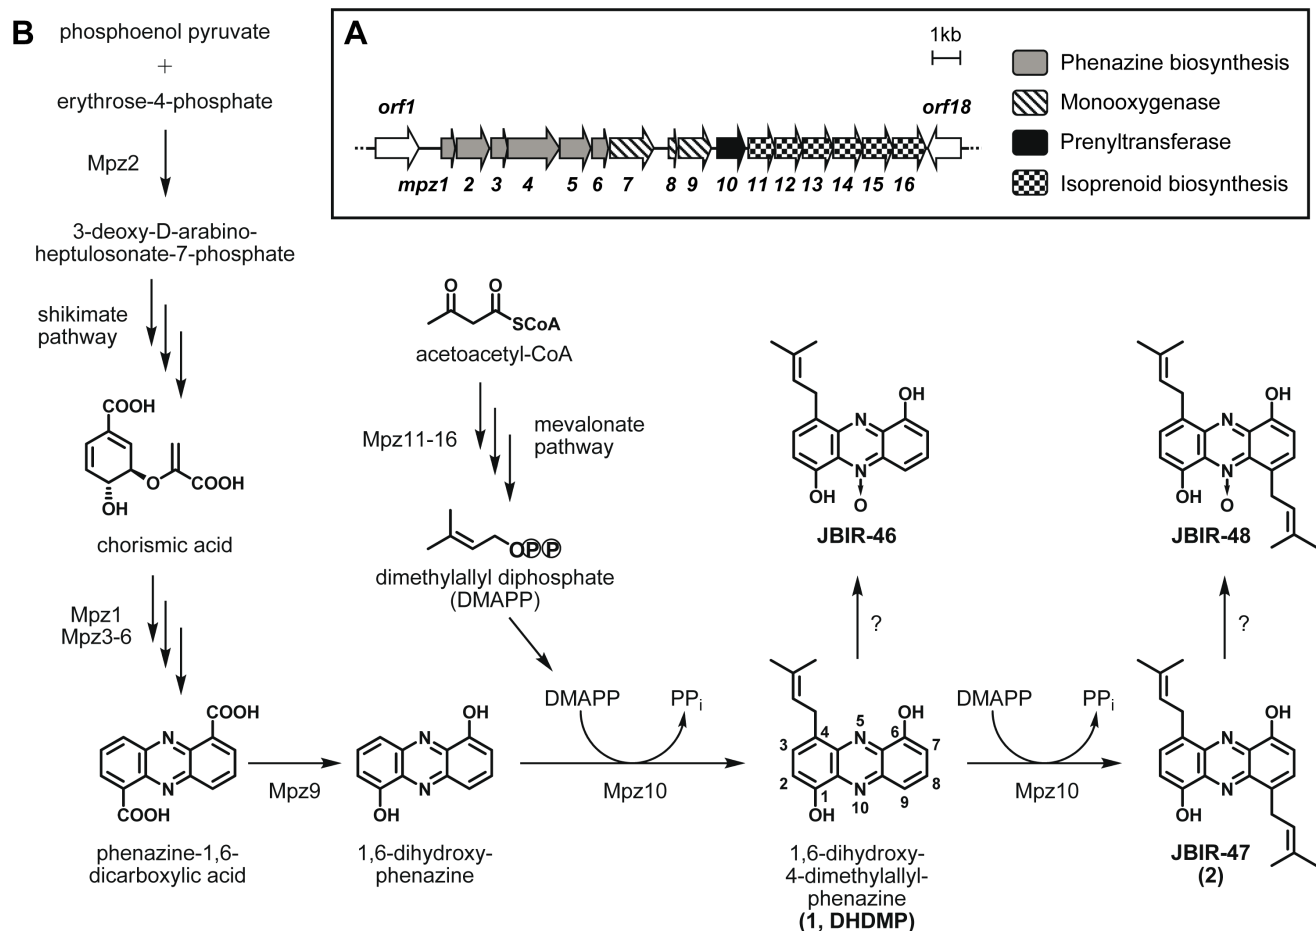 B
phosphoenol pyruvate
+
erythrose-4-phosphate
Mpz2
3-deoxy-D-arabino-
heptulosonate-7-phosphate
shikimate
pathway
COOH
O
COOH
OH
chorismic acid
Mpz1
Mpz3-6
COOH
N
N
COOH
phenazine-1,6-
dicarboxylic acid
Mpz9
OH
N
N
OH
1,6-dihydroxy-
phenazine
A
1kb
orf1
orf18
mpz1 2 3 4 5 6 7 8 9 10 11 12 13 14 15 16
Phenazine biosynthesis
Monooxygenase
Prenyltransferase
Isoprenoid biosynthesis
O O
SCoA
acetoacetyl-CoA
Mpz11-16
mevalonate
pathway
OPP
dimethylallyl diphosphate
(DMAPP)
DMAPP PPi
Mpz10
OH
N
N
OH
O
JBIR-46
?
OH
4 5 6
3 N 7
2 8
1 N 9
OH 10
1,6-dihydroxy-
4-dimethylallyl-
phenazine
(1, DHDMP)
DMAPP PPi
Mpz10
OH
N
N
OH
O
JBIR-48
?
OH
N
N
OH
JBIR-47
(2)